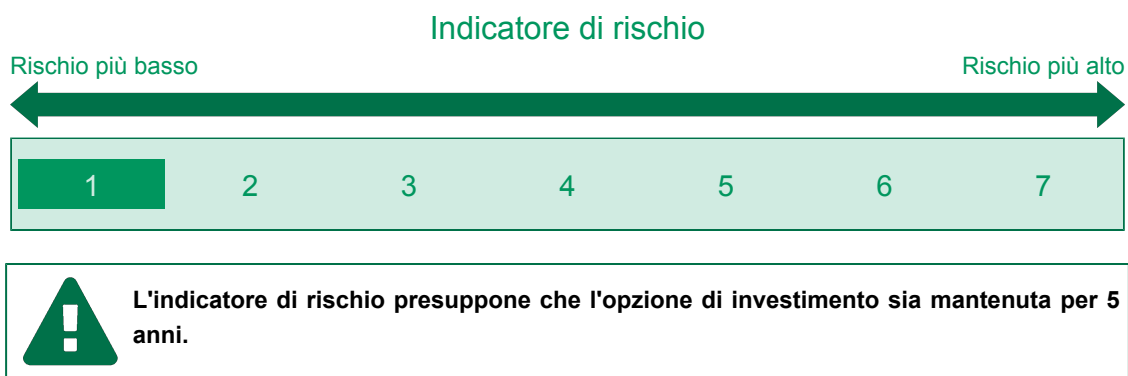 Indicatore di rischio
Rischio più basso Rischio più alto
1 2 3 4 5 6 7
L'indicatore di rischio presuppone che l'opzione di investimento sia mantenuta per 5
anni.